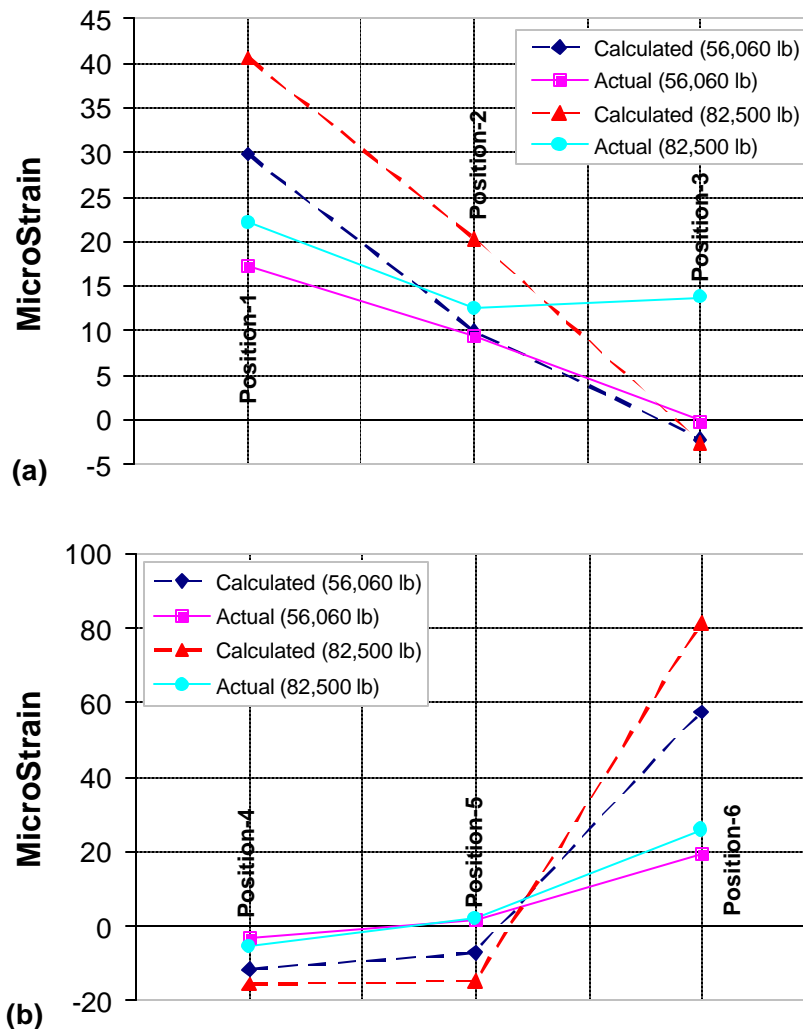 45
40
35
30
25
20
15
10
5
0
-5
MicroStrain
Calculated (56,060 lb)
Actual (56,060 lb)
Calculated (82,500 lb)
Actual (82,500 lb)
Position-1
Position-2
Position-3
(a)
100
80
60
40
20
0
-20
MicroStrain
Calculated (56,060 lb)
Actual (56,060 lb)
Calculated (82,500 lb)
Actual (82,500 lb)
Position-4
Position-5
Position-6
(b)